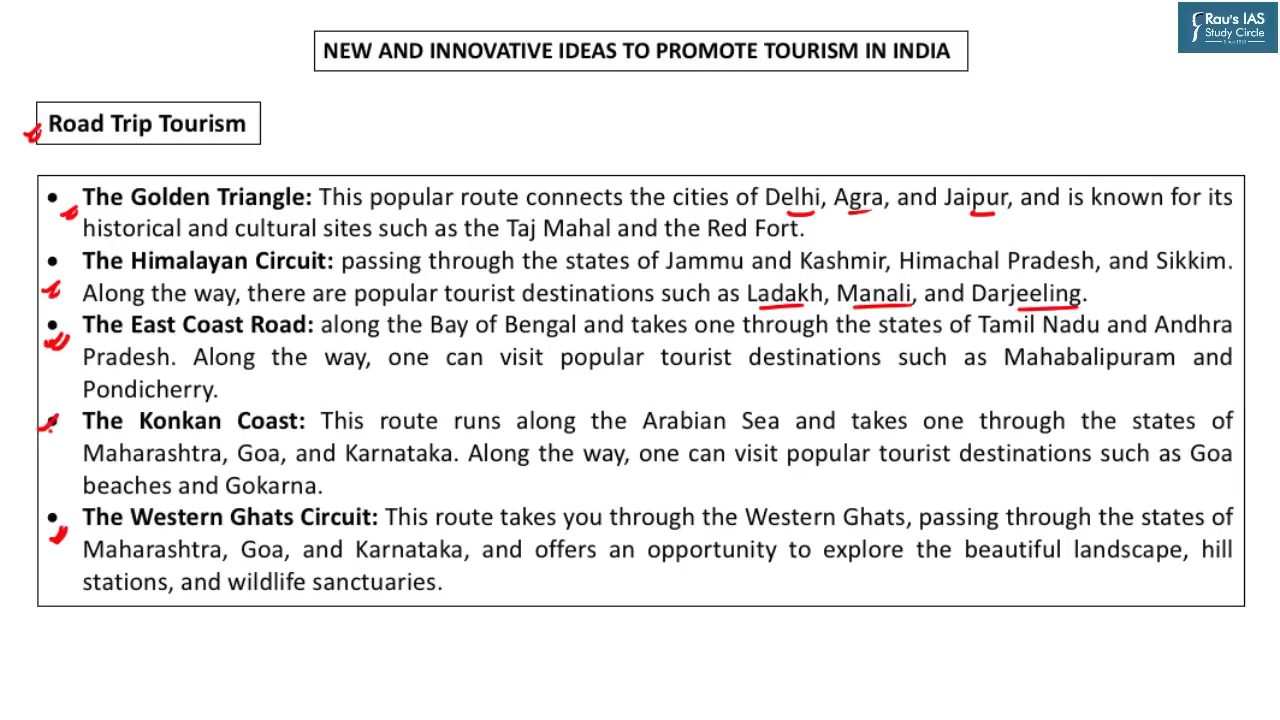 Rau's IAS
Study Circle
Since 1953
NEW AND INNOVATIVE IDEAS TO PROMOTE TOURISM IN INDIA
Road Trip Tourism
• The Golden Triangle: This popular route connects the cities of Delhi, Agra, and Jaipur, and is known for its
historical and cultural sites such as the Taj Mahal and the Red Fort.
• The Himalayan Circuit: passing through the states of Jammu and Kashmir, Himachal Pradesh, and Sikkim.
Along the way, there are popular tourist destinations such as Ladakh, Manali, and Darjeeling.
• The East Coast Road: along the Bay of Bengal and takes one through the states of Tamil Nadu and Andhra
Pradesh. Along the way, one can visit popular tourist destinations such as Mahabalipuram and
Pondicherry.
• The Konkan Coast: This route runs along the Arabian Sea and takes one through the states of
Maharashtra, Goa, and Karnataka. Along the way, one can visit popular tourist destinations such as Goa
beaches and Gokarna.
• The Western Ghats Circuit: This route takes you through the Western Ghats, passing through the states of
Maharashtra, Goa, and Karnataka, and offers an opportunity to explore the beautiful landscape, hill
stations, and wildlife sanctuaries.